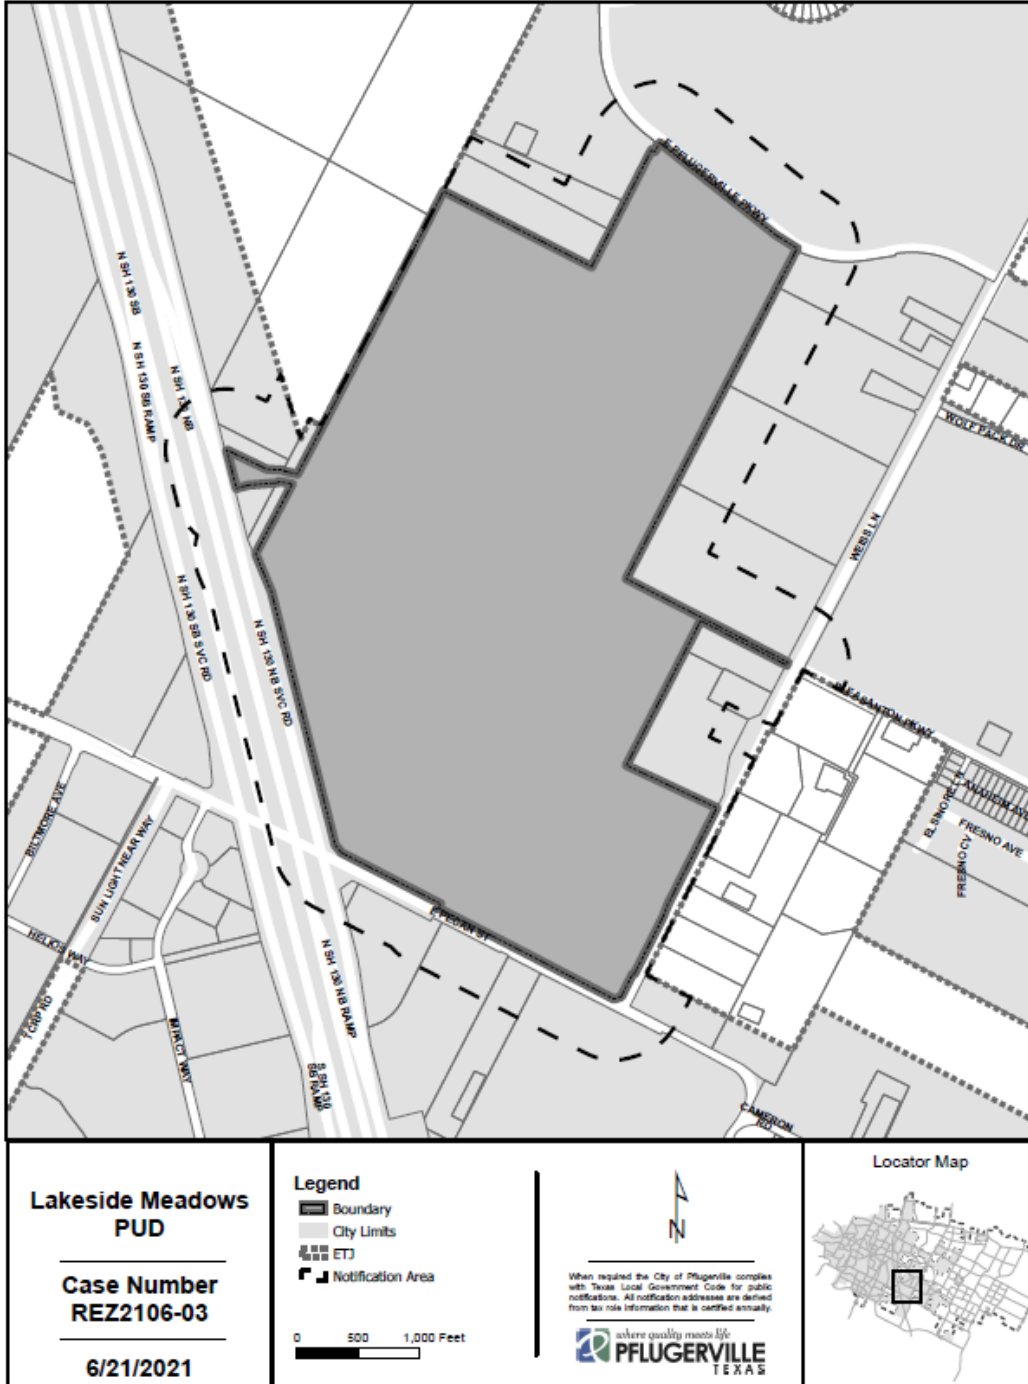 E PFLUGERVILLE PKWY
N SH 130 SB
N SH 130 SB RAMP
N SH 130 NB
WOLF PACK DR
WEISS LN
N SH 130 SB SVC RD
N SH 130 NB SVC RD
PLEASANTON PKWY
BILTMORE AVE
SUN LIGHT NEAR WAY
ELSINORE LN
ANAHEIM AVE
FRESNO AVE
FRESNO CV
E PECAN ST
HELIOS WAY
N SH 130 NB RAMP
TCRP RD
IMPACT WAY
S SH 130
SB RAMP
CAMERON
RD
Lakeside Meadows
PUD
Case Number
REZ2106-03
6/21/2021
Legend
Boundary
City Limits
ETJ
Notification Area
0 500 1,000 Feet
N
When required the City of Pflugerville complies
with Texas Local Government Code for public
notifications. All notification addresses are derived
from tax role information that is certified annually.
where quality meets life
PFLUGERVILLE
TEXAS
Locator Map